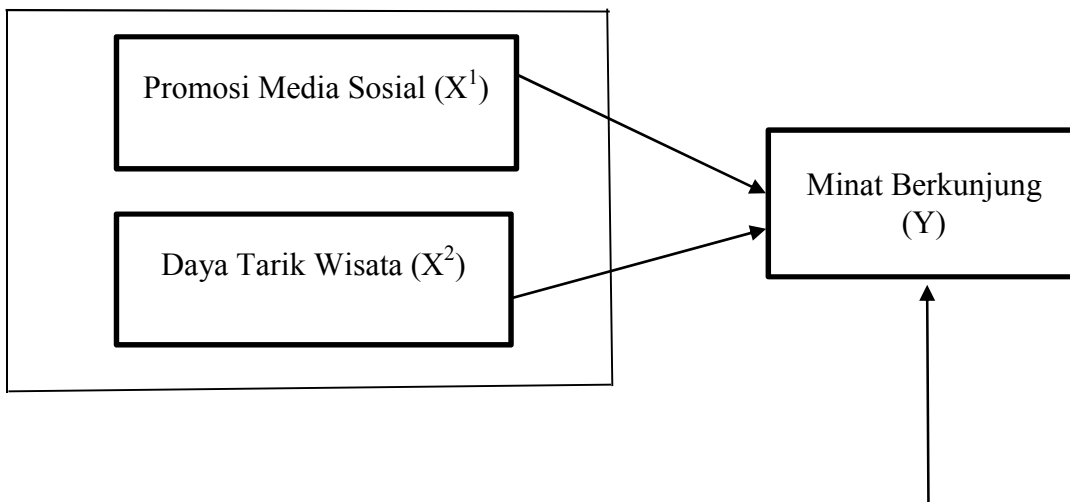 Promosi Media Sosial (X¹)
Daya Tarik Wisata (X²)
Minat Berkunjung
(Y)